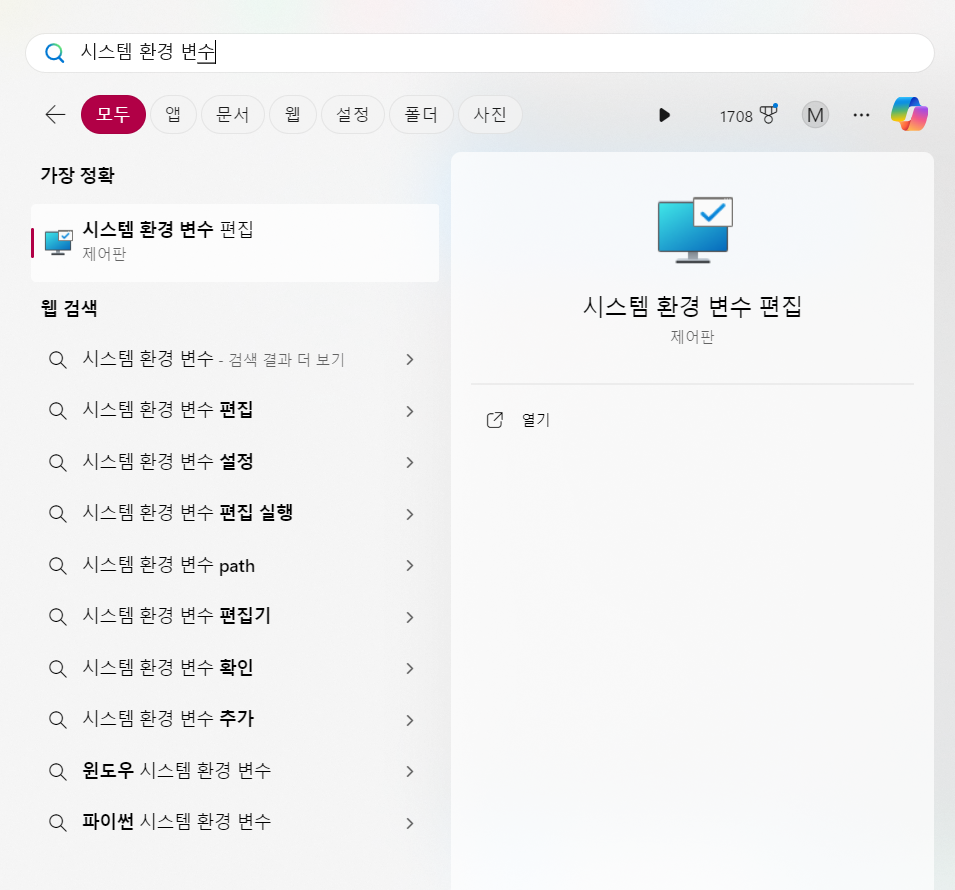 시스템 환경 변수
모두 앱 문서 웹 설정 폴더 사진 1708 M ...
가장 정확
시스템 환경 변수 편집
제어판
웹 검색
시스템 환경 변수 - 검색 결과 더 보기
시스템 환경 변수 편집
시스템 환경 변수 설정
시스템 환경 변수 편집 실행
시스템 환경 변수 path
시스템 환경 변수 편집기
시스템 환경 변수 확인
시스템 환경 변수 추가
윈도우 시스템 환경 변수
파이썬 시스템 환경 변수
시스템 환경 변수 편집
제어판
열기